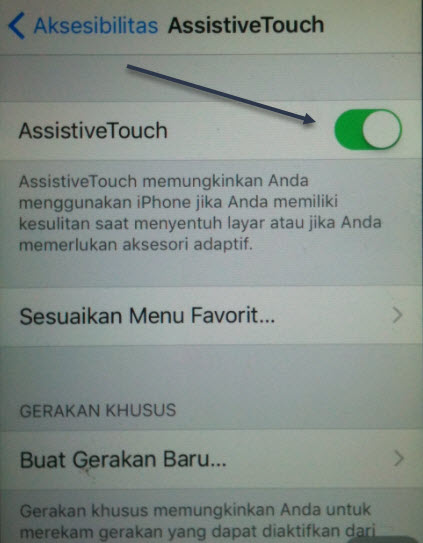 Aksesibilitas AssistiveTouch
AssistiveTouch
AssistiveTouch memungkinkan Anda
menggunakan iPhone jika Anda memiliki
kesulitan saat menyentuh layar atau jika Anda
memerlukan aksesori adaptif.
Sesuaikan Menu Favorit...
GERAKAN KHUSUS
Buat Gerakan Baru...
Gerakan khusus memungkinkan Anda untuk
merekam gerakan yang dapat diaktifkan dari